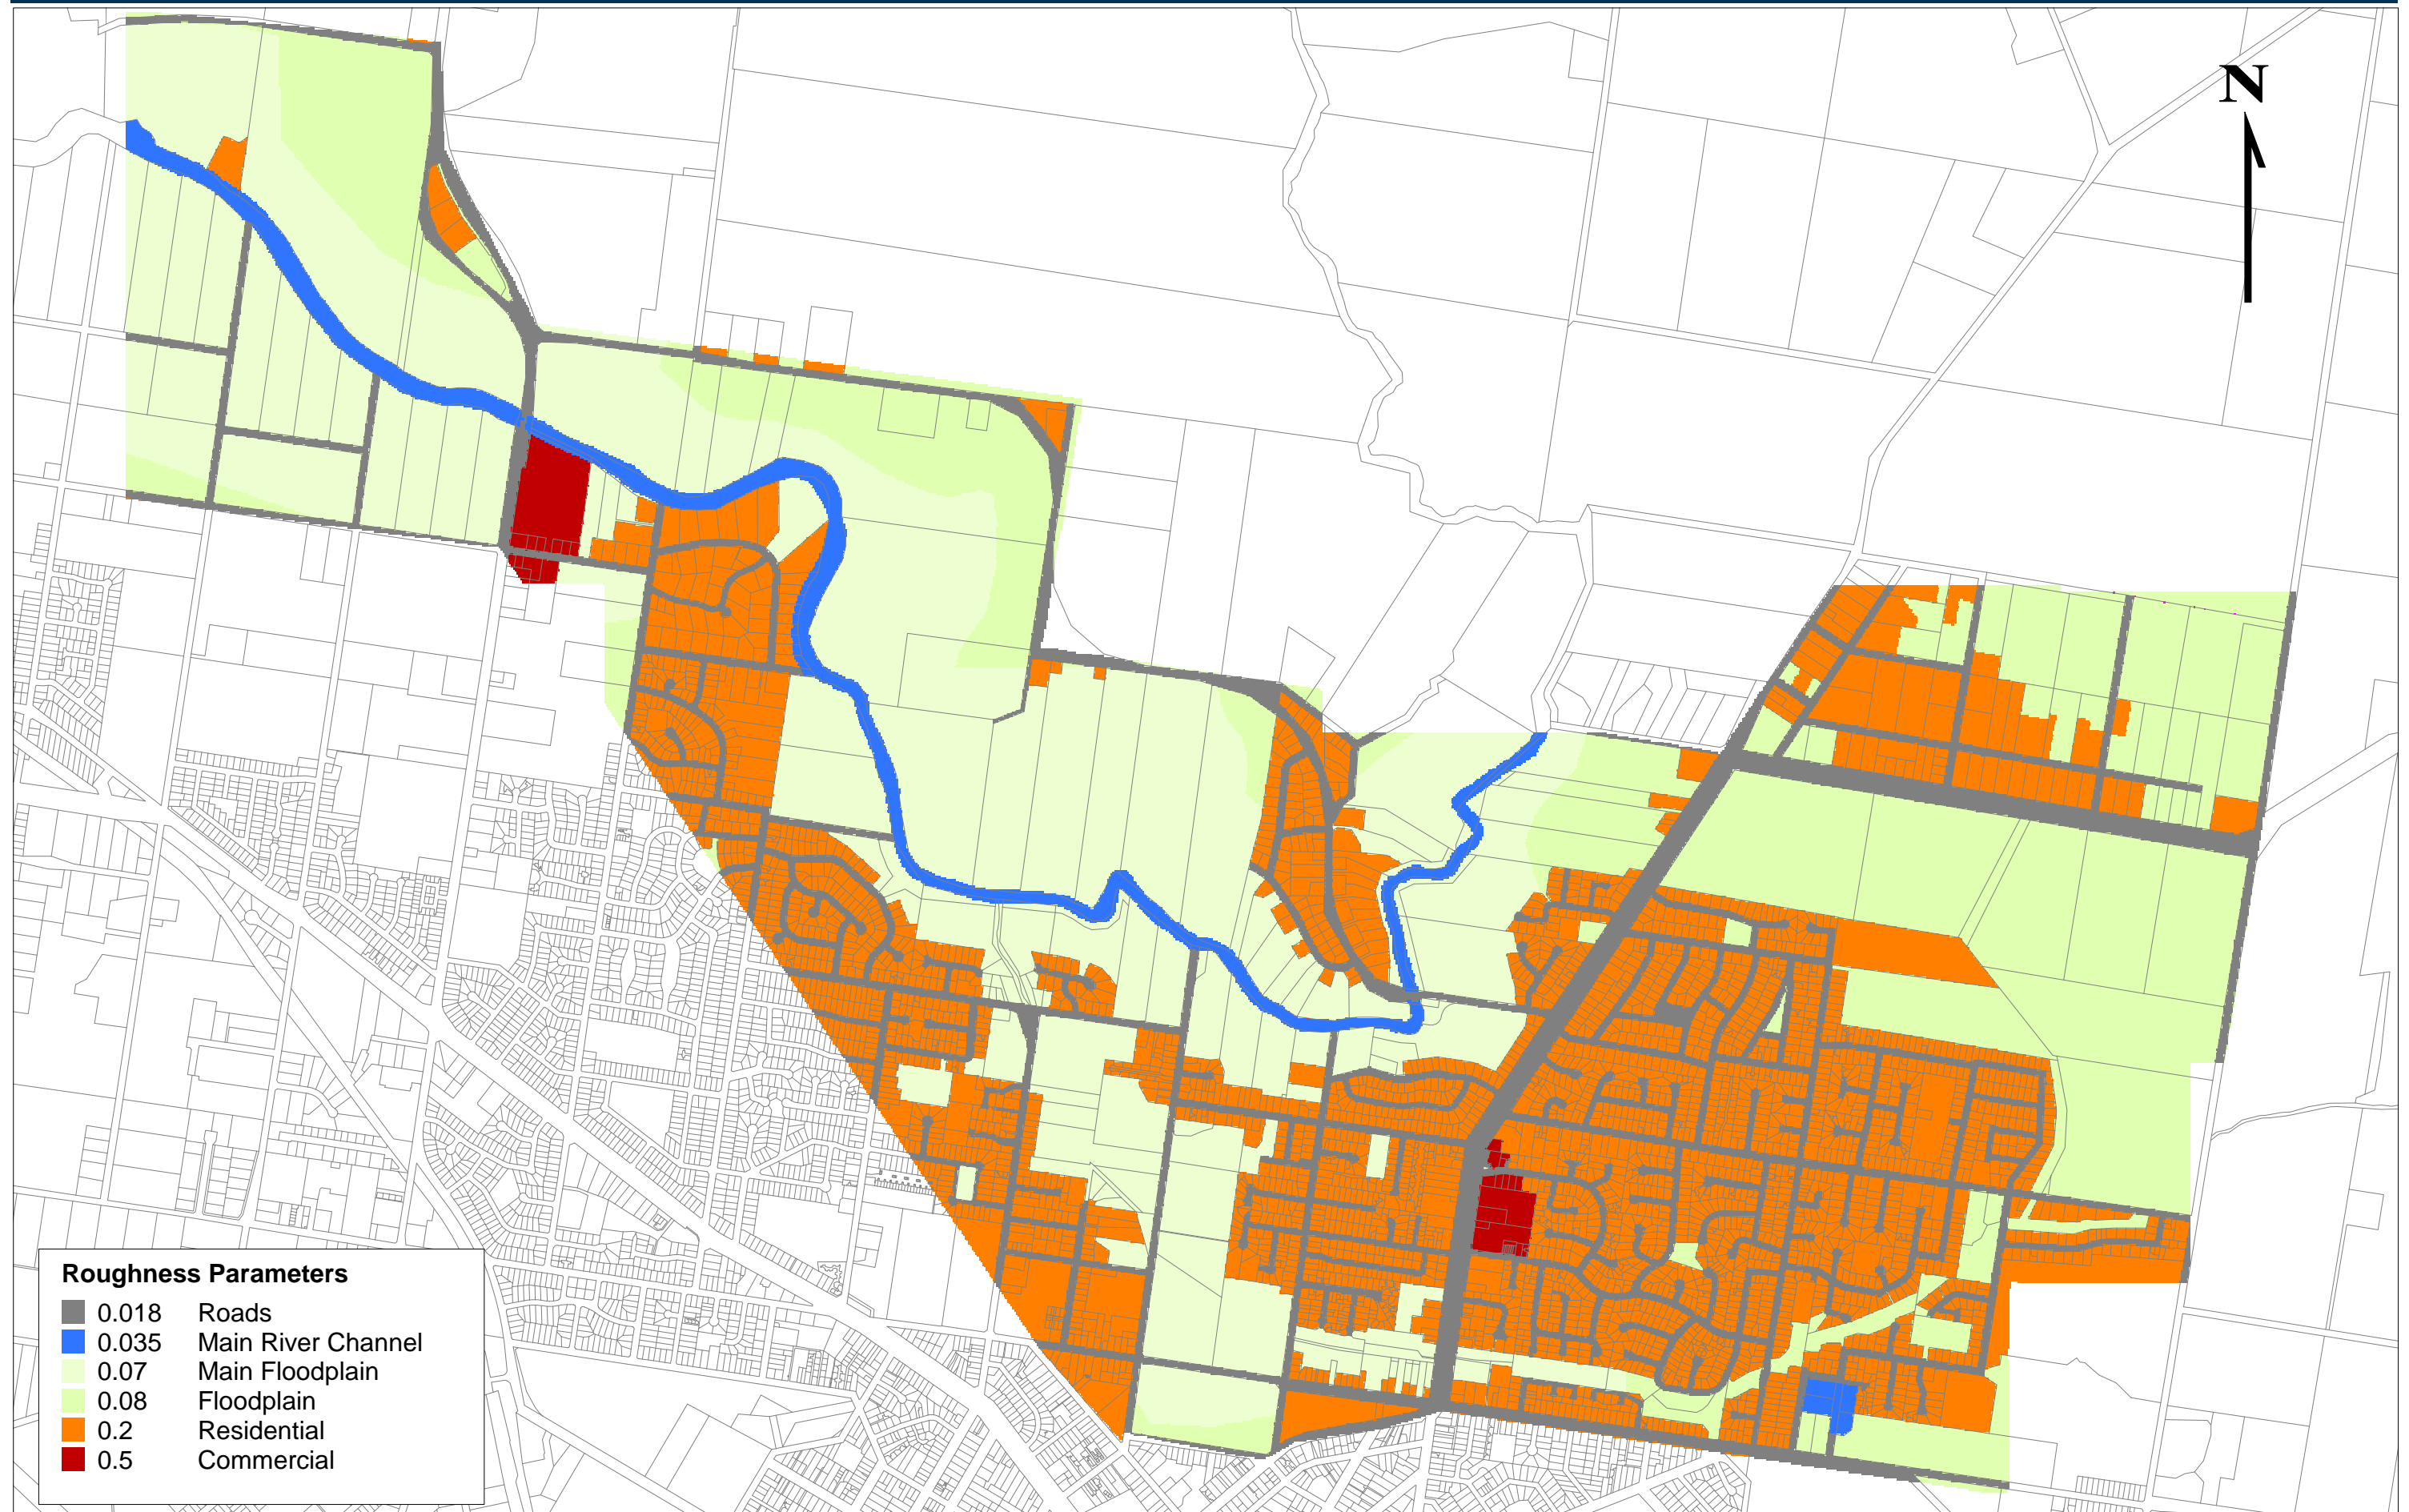 N
Roughness Parameters
0.018 Roads
0.035 Main River Channel
0.07 Main Floodplain
0.08 Floodplain
0.2 Residential
0.5 Commercial